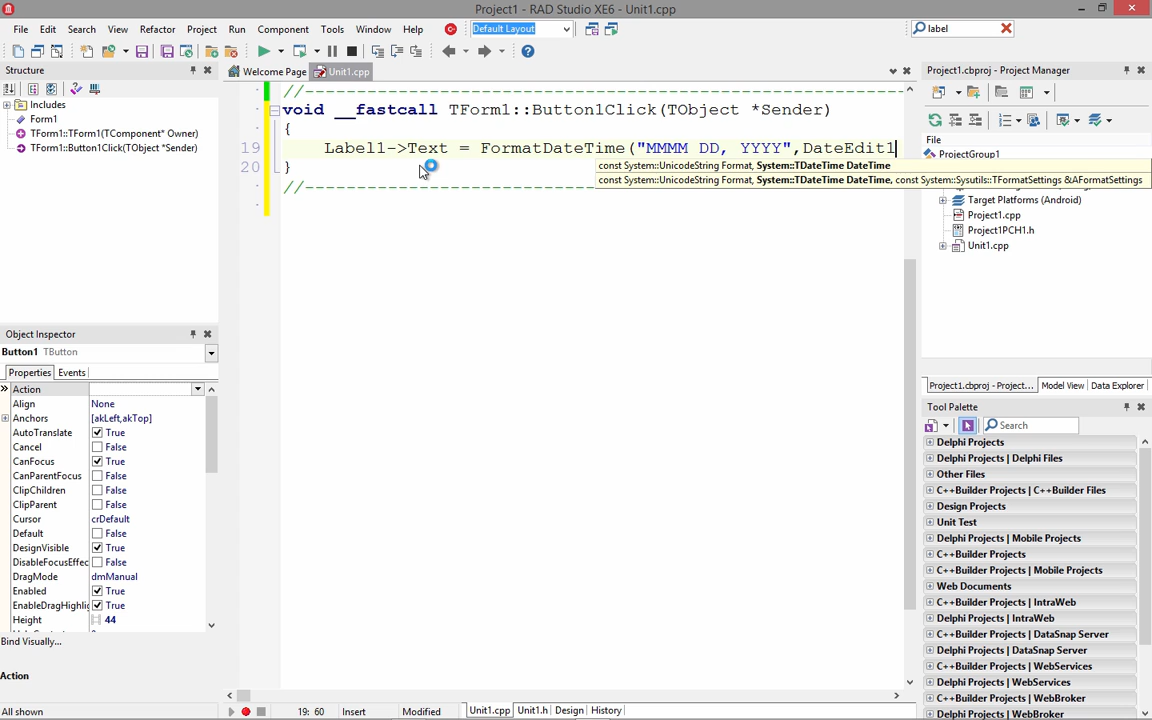 Project1 - RAD Studio XE6 - Unit1.cpp
File Edit Search View Refactor Project Run Component Tools Window Help
Default Layout
label
Structure
Includes
Form1
TForm1::TForm1(TComponent* Owner)
TForm1::Button1Click(TObject *Sender)
Object Inspector
Button1 TButton
Properties Events
Action
Align None
Anchors [akLeft,akTop]
AutoTranslate True
Cancel False
CanFocus True
CanParentFocus False
ClipChildren False
ClipParent False
Cursor crDefault
Default False
DesignVisible True
DisableFocusEffec False
DragMode dmManual
Enabled True
EnableDragHighlig True
Height 44
Bind Visually...
Action
All shown
Welcome Page Unit1.cpp
//---------------------------------------------------------------------------
void __fastcall TForm1::Button1Click(TObject *Sender)
{
19 Label1->Text = FormatDateTime("MMMM DD, YYYY",DateEdit1
const System::UnicodeString Format, System::TDateTime DateTime
20 }
const System::UnicodeString Format, System::TDateTime DateTime, const System::Sysutils::TFormatSettings &AFormatSettings
//---------------------------------------------------------------------------
19: 60 Insert Modified Unit1.cpp Unit1.h Design History
Project1.cbproj - Project Manager
File
ProjectGroup1
Target Platforms (Android)
Project1.cpp
Project1PCH1.h
Unit1.cpp
Project1.cbproj - Project... Model View Data Explorer
Tool Palette
Search
Delphi Projects
Delphi Projects | Delphi Files
Other Files
C++Builder Projects | C++Builder Files
Design Projects
Unit Test
Delphi Projects | Mobile Projects
C++Builder Projects
C++Builder Projects | Mobile Projects
Web Documents
C++Builder Projects | IntraWeb
Delphi Projects | IntraWeb
C++Builder Projects | DataSnap Server
Delphi Projects | DataSnap Server
C++Builder Projects | WebServices
Delphi Projects | WebServices
C++Builder Projects | WebBroker
Delphi Projects | WebBroker